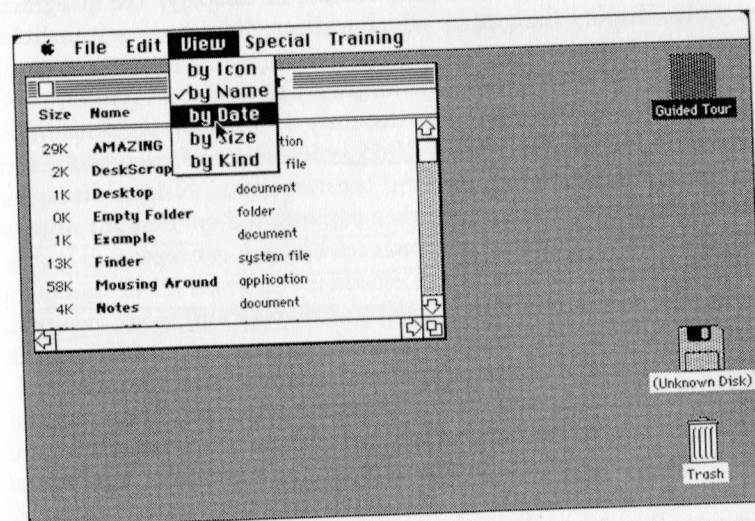 File Edit View Special Training
by Icon
✓by Name
by Date
by Size
by Kind
Guided Tour
Size Name
29K AMAZING
2K DeskScrap file
1K Desktop document
0K Empty Folder folder
1K Example document
13K Finder system file
58K Mousing Around application
4K Notes document
(Unknown Disk)
Trash